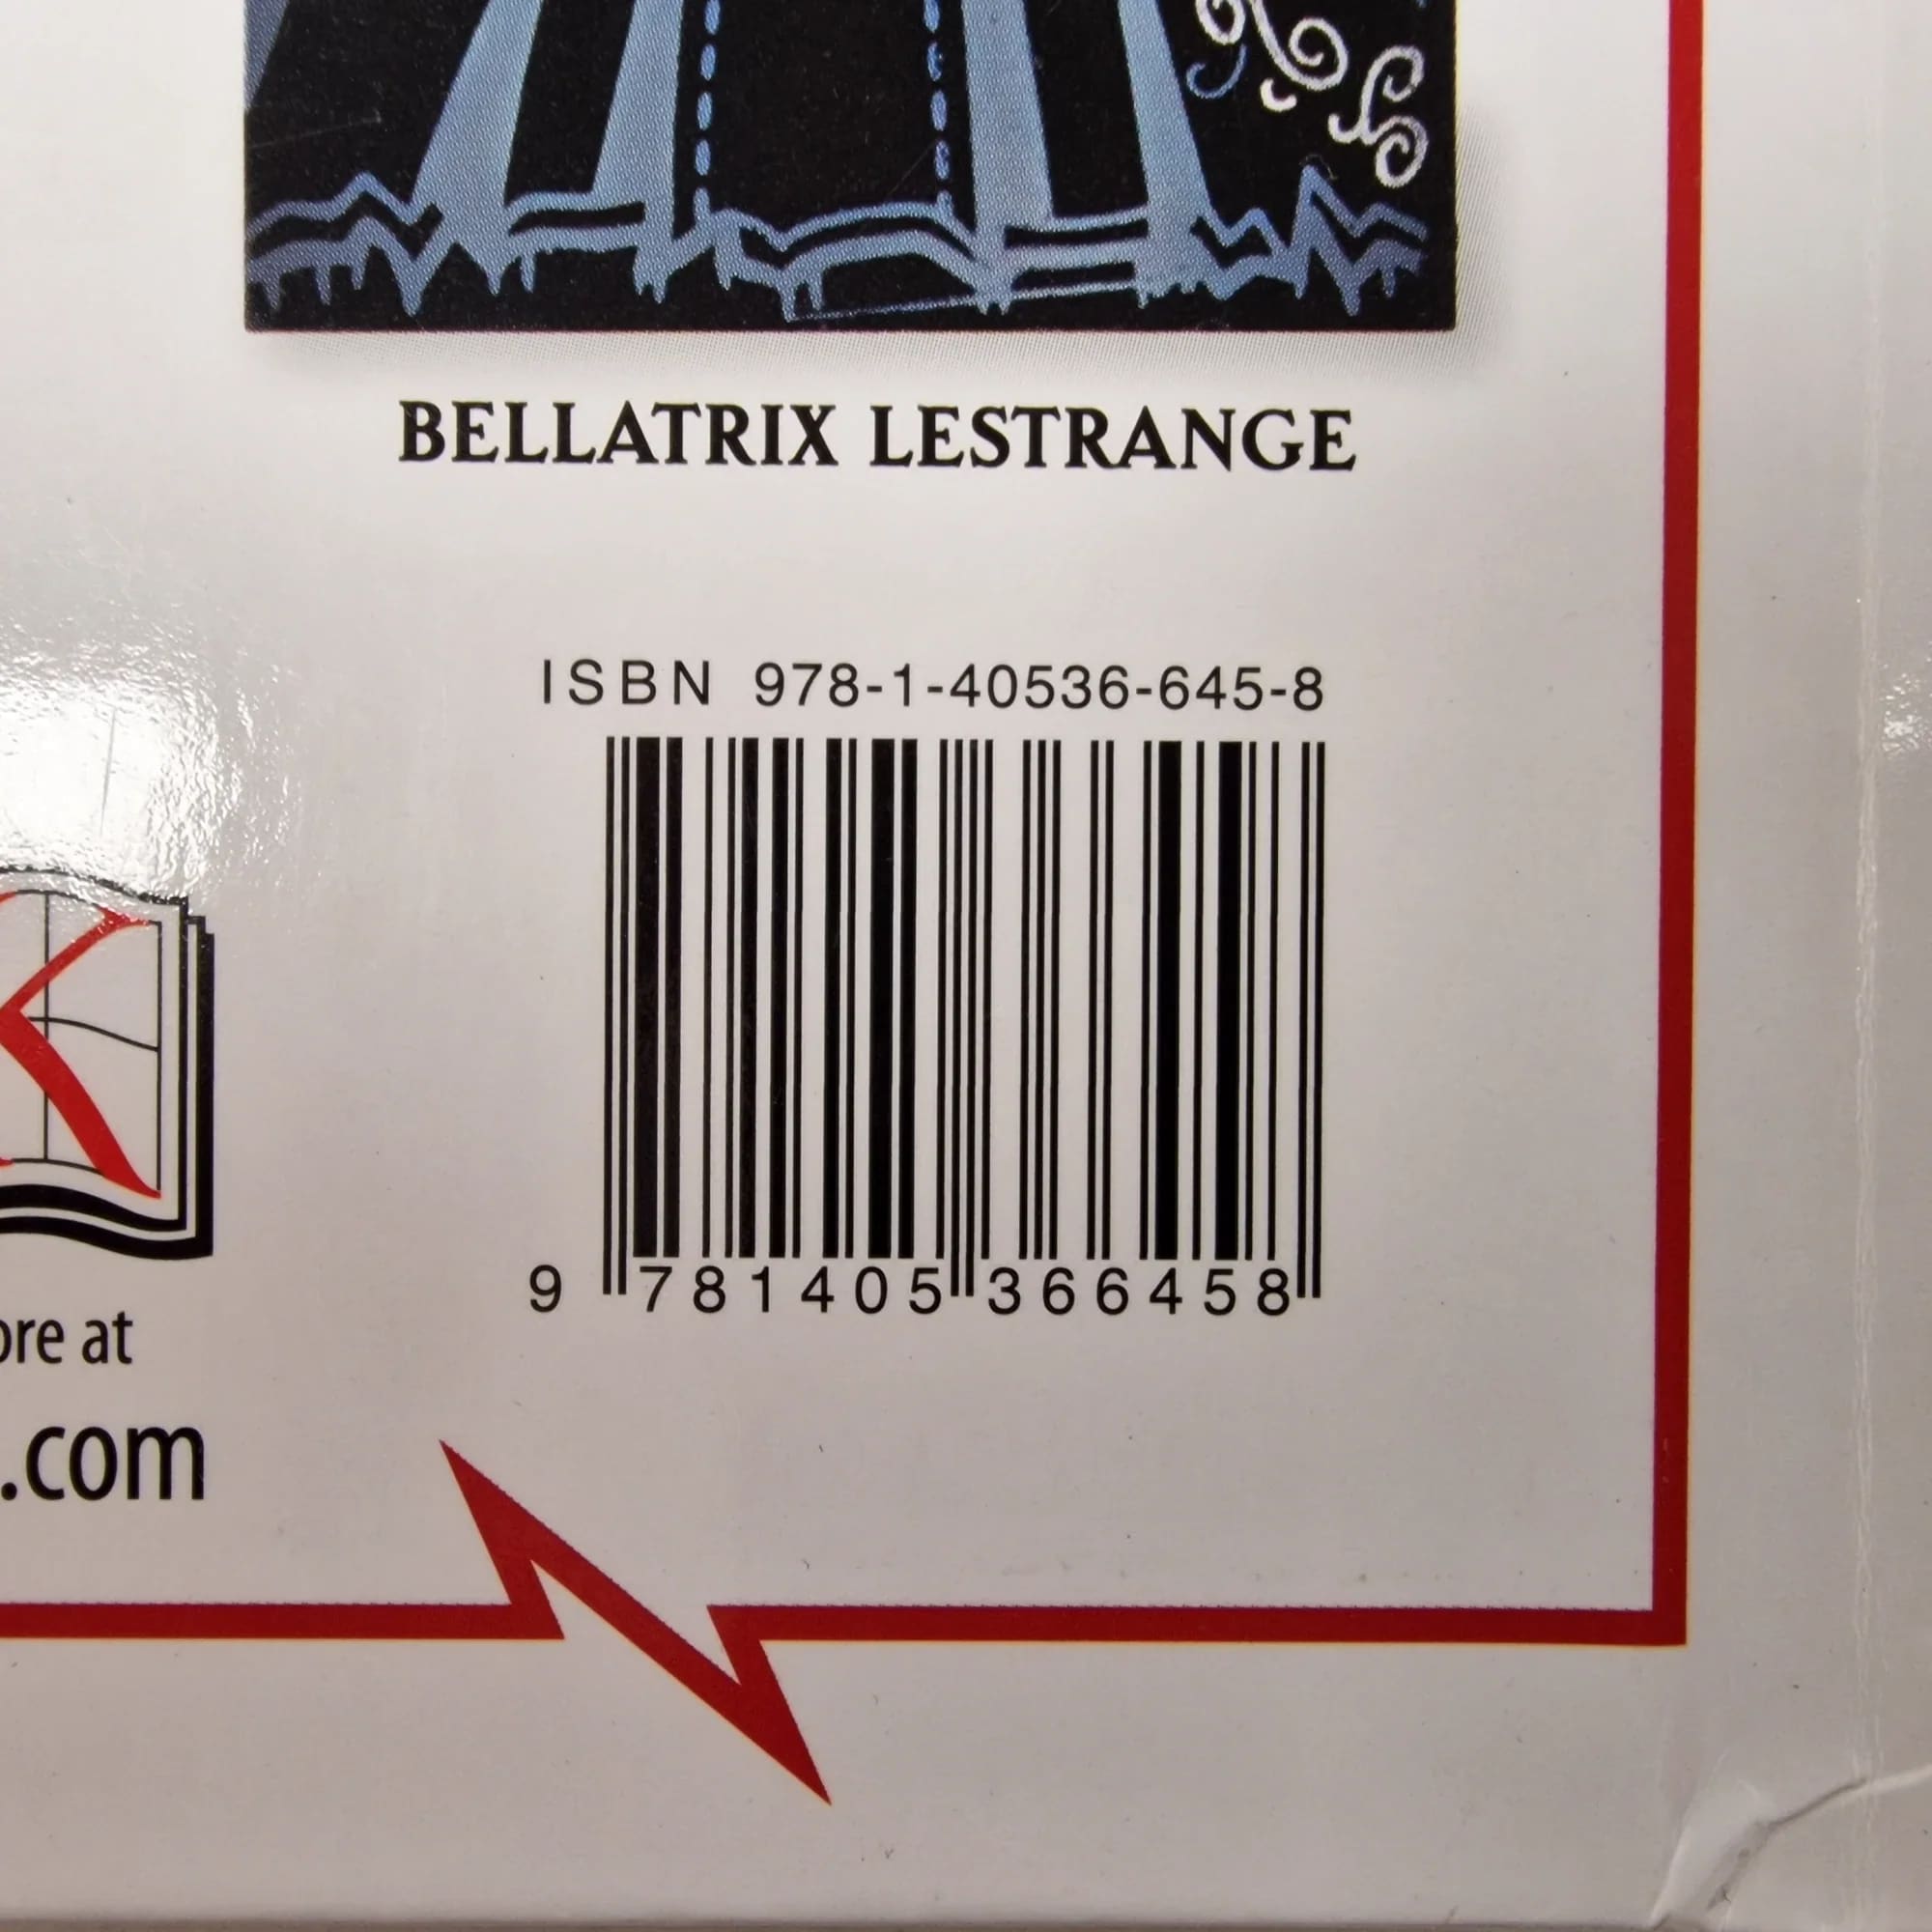 BELLATRIX LESTRANGE
ISBN 978-1-40536-645-8
9 781405 366458
K
ore at
.com